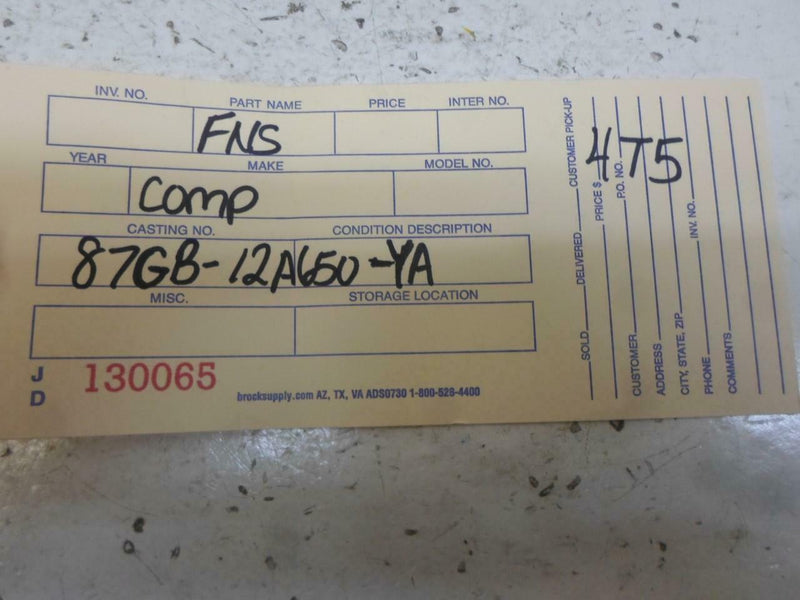 INV. NO. PART NAME PRICE INTER NO.
FNS
YEAR MAKE MODEL NO.
Comp
CASTING NO. CONDITION DESCRIPTION
87GB-12A650-YA
MISC. STORAGE LOCATION
J D 130065
brocksupply.com AZ, TX, VA ADS0730 1-800-528-4400
SOLD DELIVERED CUSTOMER PICK-UP
PRICE $
CUSTOMER P.O. NO.
ADDRESS
CITY, STATE, ZIP
PHONE INV. NO.
COMMENTS
4T5